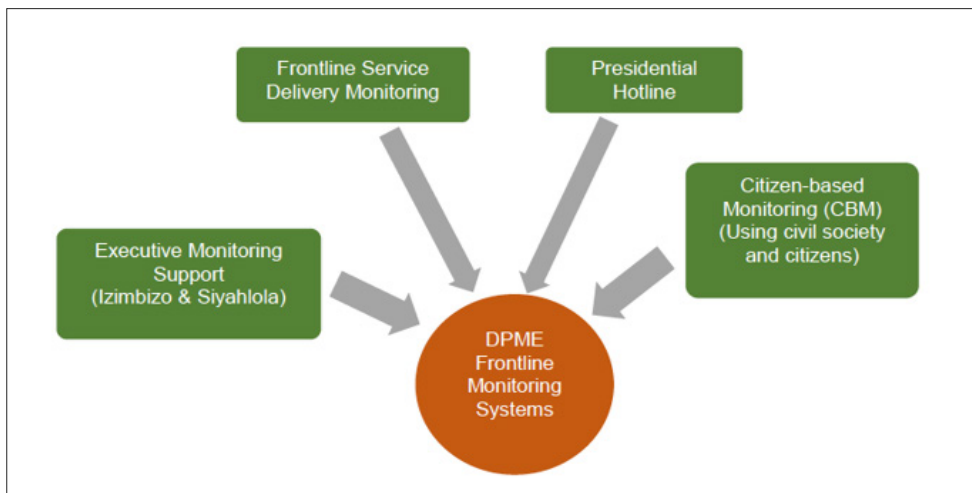 Frontline Service
Delivery Monitoring
Presidential
Hotline
Executive Monitoring
Support
(Izimbizo & Siyahlola)
Citizen-based
Monitoring (CBM)
(Using civil society
and citizens)
DPME
Frontline
Monitoring
Systems